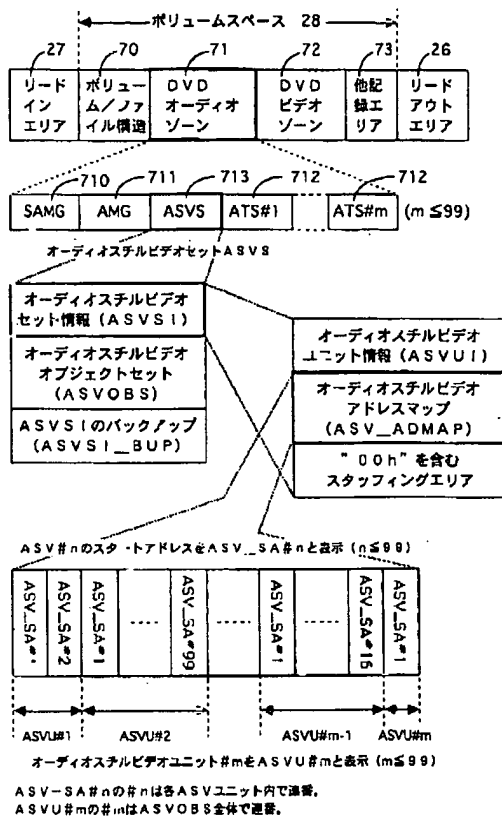 ボリュームスペース 28
27
70
71
72
73
26
リード
イン
エリア
ボリュー
ム/ファ
イル構造
DVD
オーディオ
ゾーン
DVD
ビデオ
ゾーン
他記
録エ
リア
リード
アウト
エリア
710
711
713
712
712
SAMG
AMG
ASVS
ATS#1
ATS#m
(m≦99)
オーディオスチルビデオセットASVS
オーディオスチルビデオ
セット情報(ASVSI)
オーディオスチルビデオ
オブジェクトセット
(ASVOBS)
ASVSIのバックアップ
(ASVSI_BUP)
オーディオスチルビデオ
ユニット情報(ASVUI)
オーディオスチルビデオ
アドレスマップ
(ASV_ADMAP)
"00h"を含む
スタッフィングエリア
ASV#nのスタートアドレスをASV_SA#nと表示(n≦99)
ASV_SA#1
ASV_SA#2
ASV_SA#1
ASV_SA#99
ASV_SA#1
ASV_SA#15
ASV_SA#1
ASVU#1
ASVU#2
ASVU#m-1
ASVU#m
オーディオスチルビデオユニット#mをASVU#mと表示(m≦99)
ASV-SA#nの#nは各ASVユニット内で連番。
ASVU#mの#mはASVOBS全体で連番。